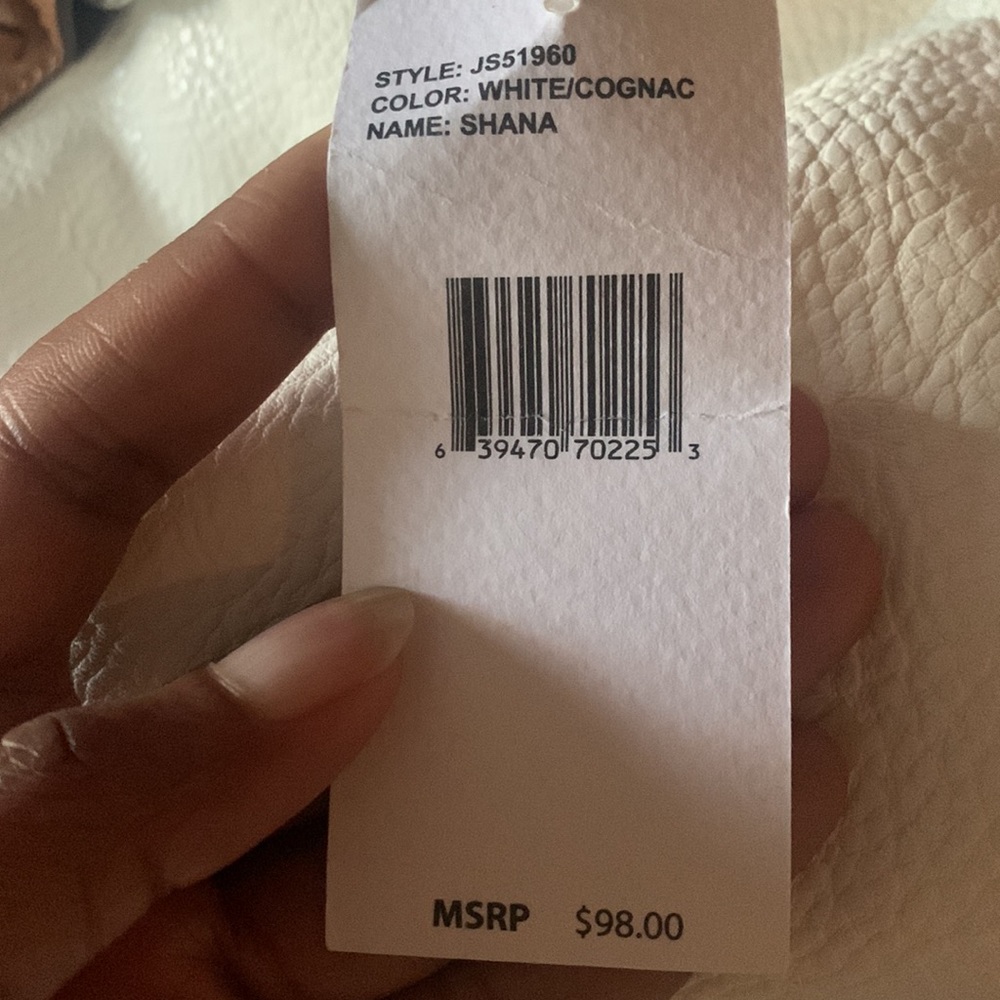 STYLE: JS51960
COLOR: WHITE/COGNAC
NAME: SHANA
6 39470 70225 3
MSRP $98.00